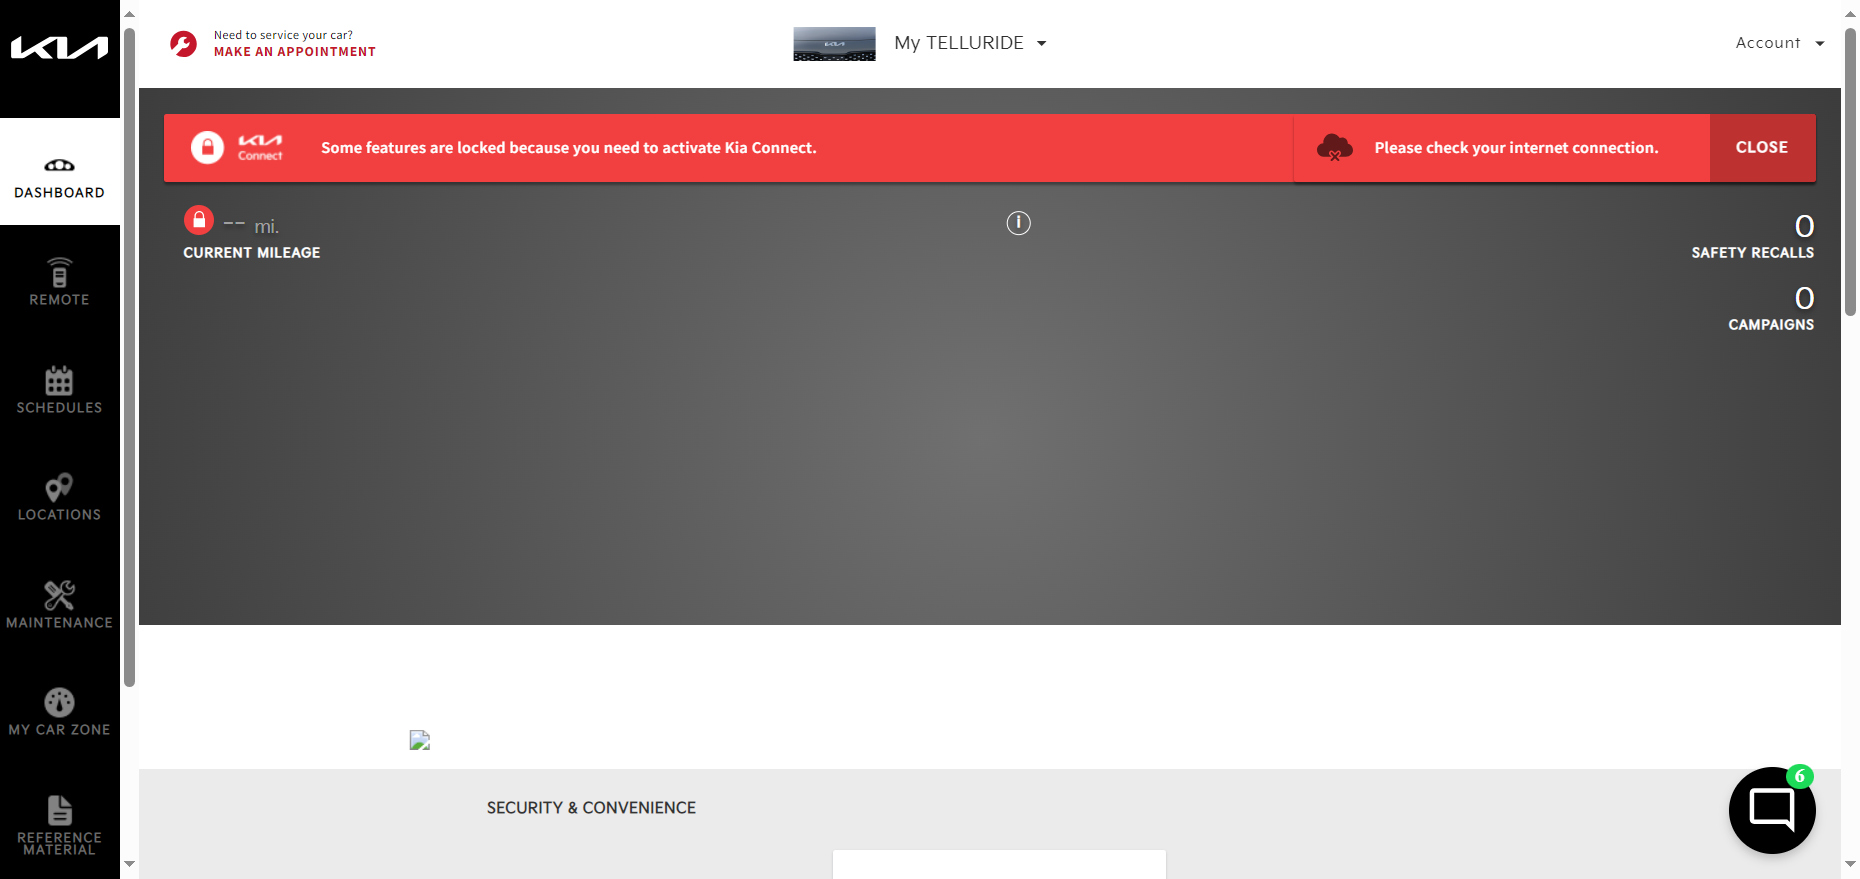 KIA
Need to service your car?
MAKE AN APPOINTMENT
My TELLURIDE
Account
DASHBOARD
REMOTE
SCHEDULES
LOCATIONS
MAINTENANCE
MY CAR ZONE
REFERENCE
MATERIAL
KIA
Connect
Some features are locked because you need to activate Kia Connect.
Please check your internet connection.
CLOSE
-- mi.
CURRENT MILEAGE
i
0
SAFETY RECALLS
0
CAMPAIGNS
SECURITY & CONVENIENCE
6